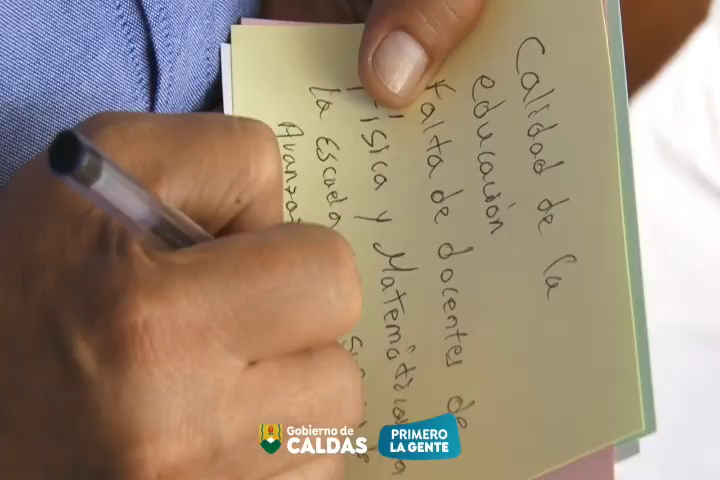 Calidad de la
educación
Falta de docentes de
Física y Matemáticas
la Escuela
Gobierno de
CALDAS
PRIMERO
LA GENTE